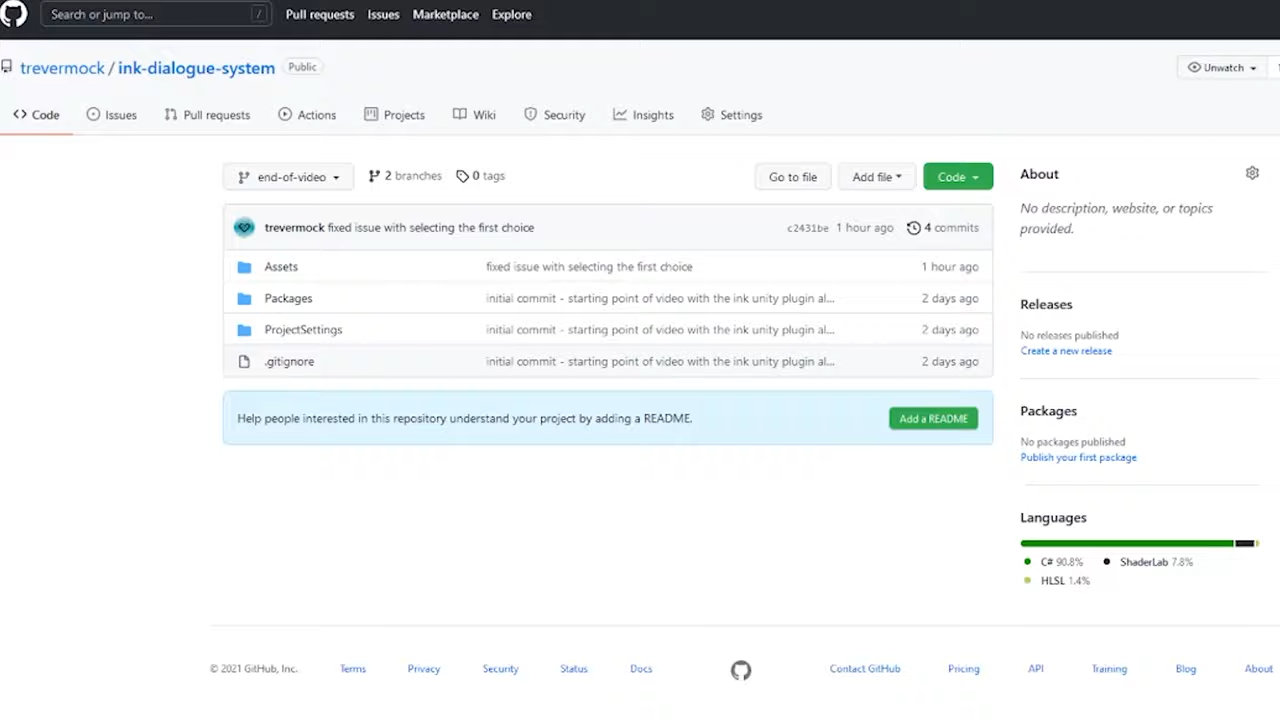 Search or jump to... /
Pull requests Issues Marketplace Explore
trevermock / ink-dialogue-system Public
Unwatch
Code Issues Pull requests Actions Projects Wiki Security Insights Settings
end-of-video 2 branches 0 tags Go to file Add file Code
trevermock fixed issue with selecting the first choice c2431be 1 hour ago 4 commits
Assets fixed issue with selecting the first choice 1 hour ago
Packages initial commit - starting point of video with the ink unity plugin al... 2 days ago
ProjectSettings initial commit - starting point of video with the ink unity plugin al... 2 days ago
.gitignore initial commit - starting point of video with the ink unity plugin al... 2 days ago
Help people interested in this repository understand your project by adding a README. Add a README
About
No description, website, or topics
provided.
Releases
No releases published
Create a new release
Packages
No packages published
Publish your first package
Languages
C# 90.8% ShaderLab 7.8%
HLSL 1.4%
© 2021 GitHub, Inc. Terms Privacy Security Status Docs Contact GitHub Pricing API Training Blog About